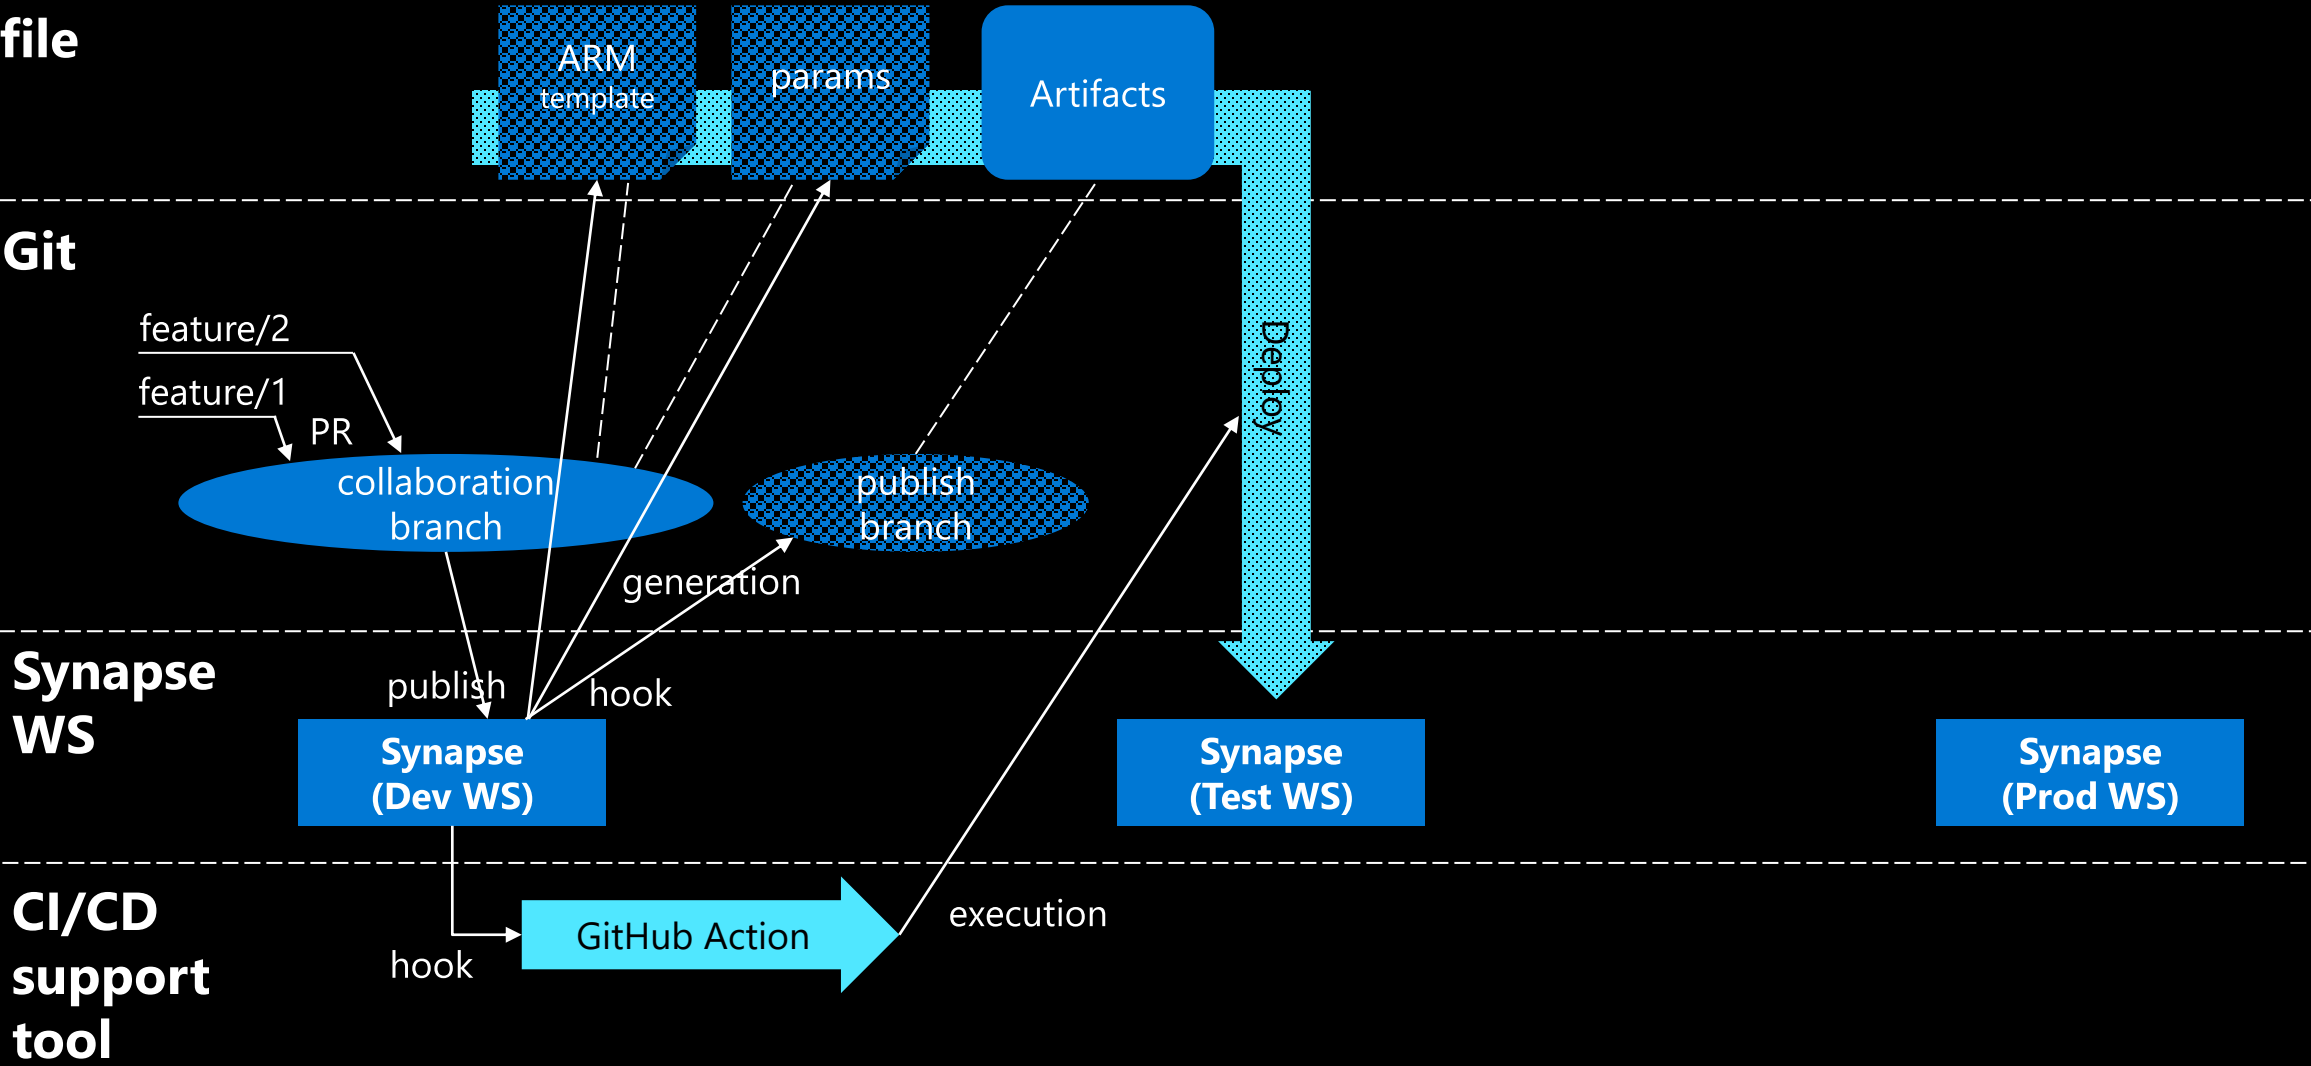 file
ARM
template
params
Artifacts
Git
feature/2
feature/1
PR
collaboration
branch
publish
branch
generation
Deploy
Synapse
WS
publish
hook
Synapse
(Dev WS)
Synapse
(Test WS)
Synapse
(Prod WS)
CI/CD
support
tool
hook
GitHub Action
execution